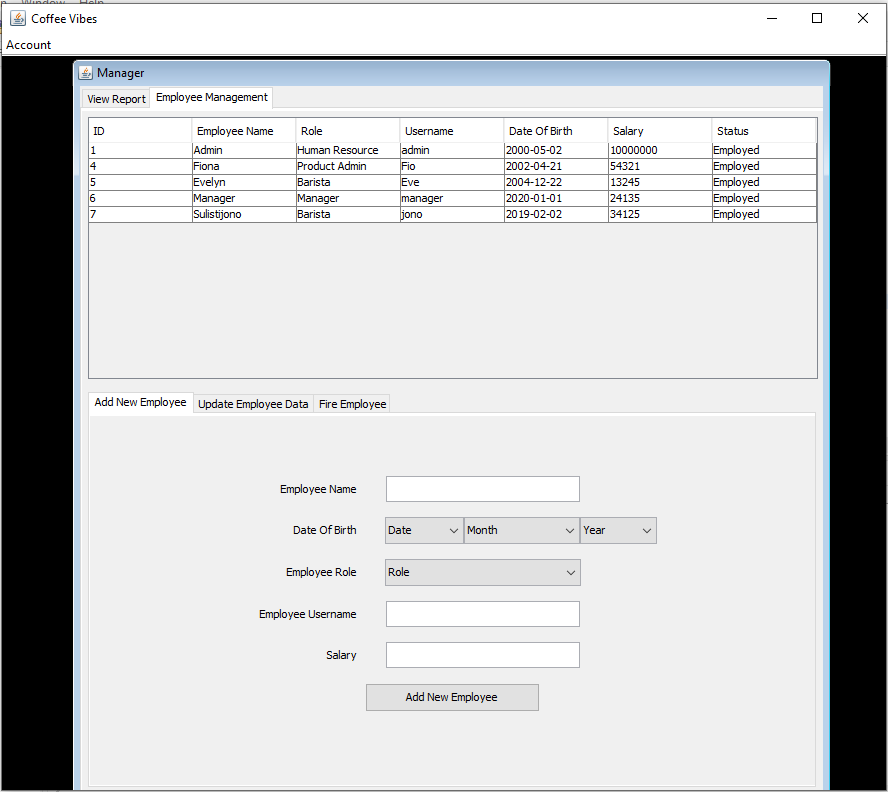 Coffee Vibes
Account
Manager
View Report Employee Management
ID Employee Name Role Username Date Of Birth Salary Status
1 Admin Human Resource admin 2000-05-02 10000000 Employed
4 Fiona Product Admin Fio 2002-04-21 54321 Employed
5 Evelyn Barista Eve 2004-12-22 13245 Employed
6 Manager Manager manager 2020-01-01 24135 Employed
7 Sulistijono Barista jono 2019-02-02 34125 Employed
Add New Employee Update Employee Data Fire Employee
Employee Name
Date Of Birth Date Month Year
Employee Role Role
Employee Username
Salary
Add New Employee